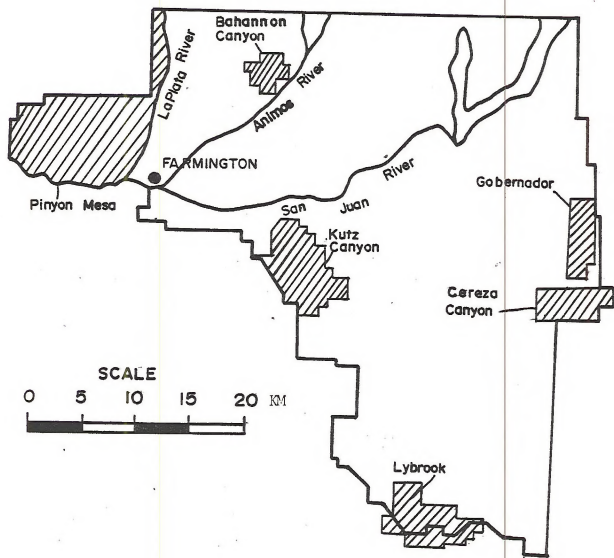 Bahannon
Canyon
LaPlata River
Animos River
FARMINGTON
Pinyon Mesa
San Juan River
Gobernador
Kutz
Canyon
Cereza
Canyon
SCALE
0 5 10 15 20 KM
Lybrook